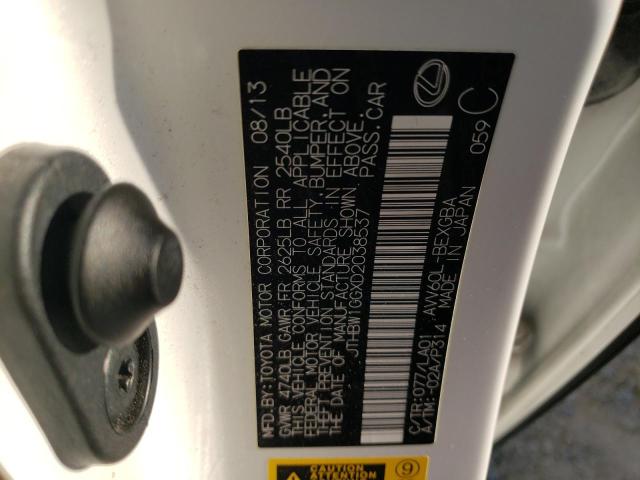 MFD.BY:TOYOTA MOTOR CORPORATION 08/13
GVWR 4740LB GAWR-FR 2625LB RR 2540LB
THIS VEHICLE CONFORMS TO ALL APPLICABLE
FEDERAL MOTOR VEHICLE SAFETY, BUMPER, AND
THEFT PREVENTION STANDARDS IN EFFECT ON
THE DATE OF MANUFACTURE SHOWN ABOVE.
JTHBW1GGXD2038537 PASS.CAR
C/TR:077/LA01 AVV60L-BEXGBA
A/TM:-02A/P314 MADE IN JAPAN 059 C
CAUTION 9
ATTENTION